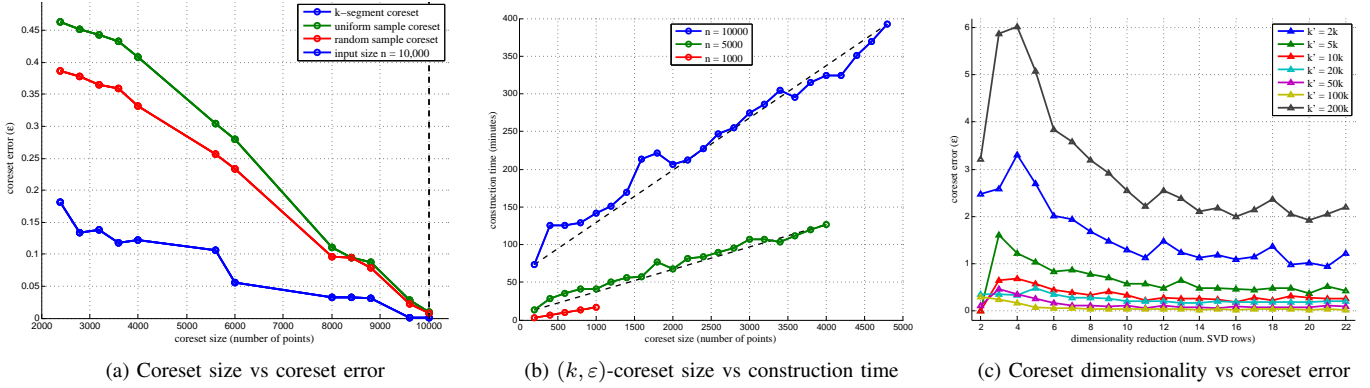 k−segment coreset
uniform sample coreset
random sample coreset
input size n = 10,000
0.45
0.4
0.35
0.3
0.25
0.2
0.15
0.1
0.05
0
2000 3000 4000 5000 6000 7000 8000 9000 10000
coreset error (ε)
coreset size (number of points)
(a) Coreset size vs coreset error
n = 10000
n = 5000
n = 1000
400
350
300
250
200
150
100
50
0
0 500 1000 1500 2000 2500 3000 3500 4000 4500 5000
construction time (minutes)
coreset size (number of points)
(b) (k, ε)-coreset size vs construction time
k' = 2k
k' = 5k
k' = 10k
k' = 20k
k' = 50k
k' = 100k
k' = 200k
6
5
4
3
2
1
0
2 4 6 8 10 12 14 16 18 20 22
coreset error (ε)
dimensionality reduction (num. SVD rows)
(c) Coreset dimensionality vs coreset error